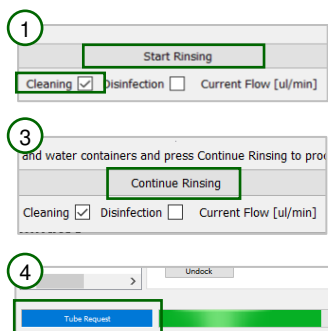 1
Start Rinsing
Cleaning Disinfection Current Flow [ul/min]
3
and water containers and press Continue Rinsing to
Continue Rinsing
Cleaning Disinfection Current Flow [ul/min]
4
Undock
Tube Request